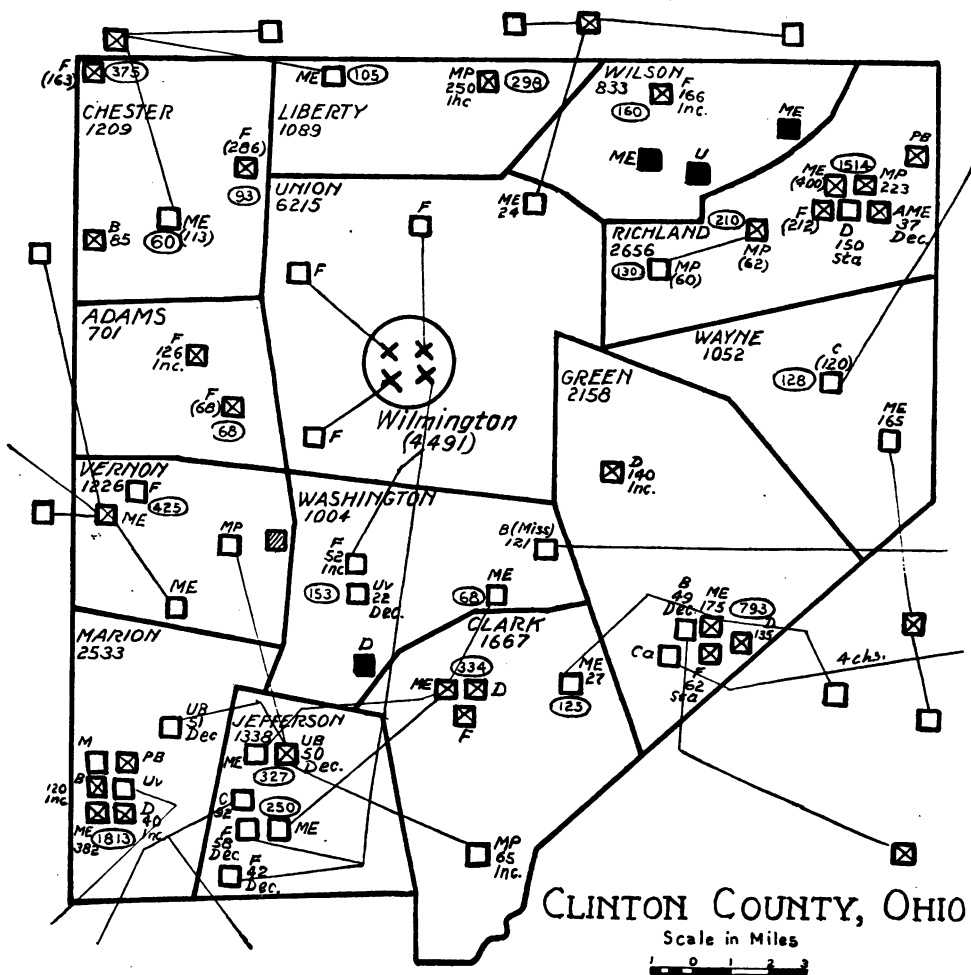 F
(163)
375
CHESTER
1209
F
(286)
93
B
85
60
ME
(113)
ME
105
LIBERTY
1089
MP
250
Inc
298
WILSON
833
F
166
Inc.
160
ME
ME
U
PB
1514
ME
(400)
MP
223
F
(212)
D
150
Sta
AME
37
Dec.
UNION
6215
F
F
F
ME
24
Wilmington
(4491)
RICHLAND
2656
210
MP
(62)
130
MP
(60)
ADAMS
701
F
126
Inc.
F
(68)
68
WAYNE
1052
C
(120)
128
ME
165
GREEN
2158
D
140
Inc.
B
49
Dec.
ME
175
793
D
135
Ca
F
62
Sta
4 chs.
VERNON
1226
F
425
ME
MP
ME
WASHINGTON
1004
F
52
Inc
153
Uv
22
Dec.
B (Miss)
121
68
ME
D
CLARK
1667
334
ME
D
F
ME
27
123
MP
65
Inc.
MARION
2533
UB
51
Dec
M
PB
B
120
Inc.
Uv
ME
382
D
40
Inc
1813
JEFFERSON
1338
ME
UB
50
Dec.
327
C
92
250
F
58
Dec
ME
F
42
Dec.
CLINTON COUNTY, OHIO
Scale in Miles
1 0 1 2 3